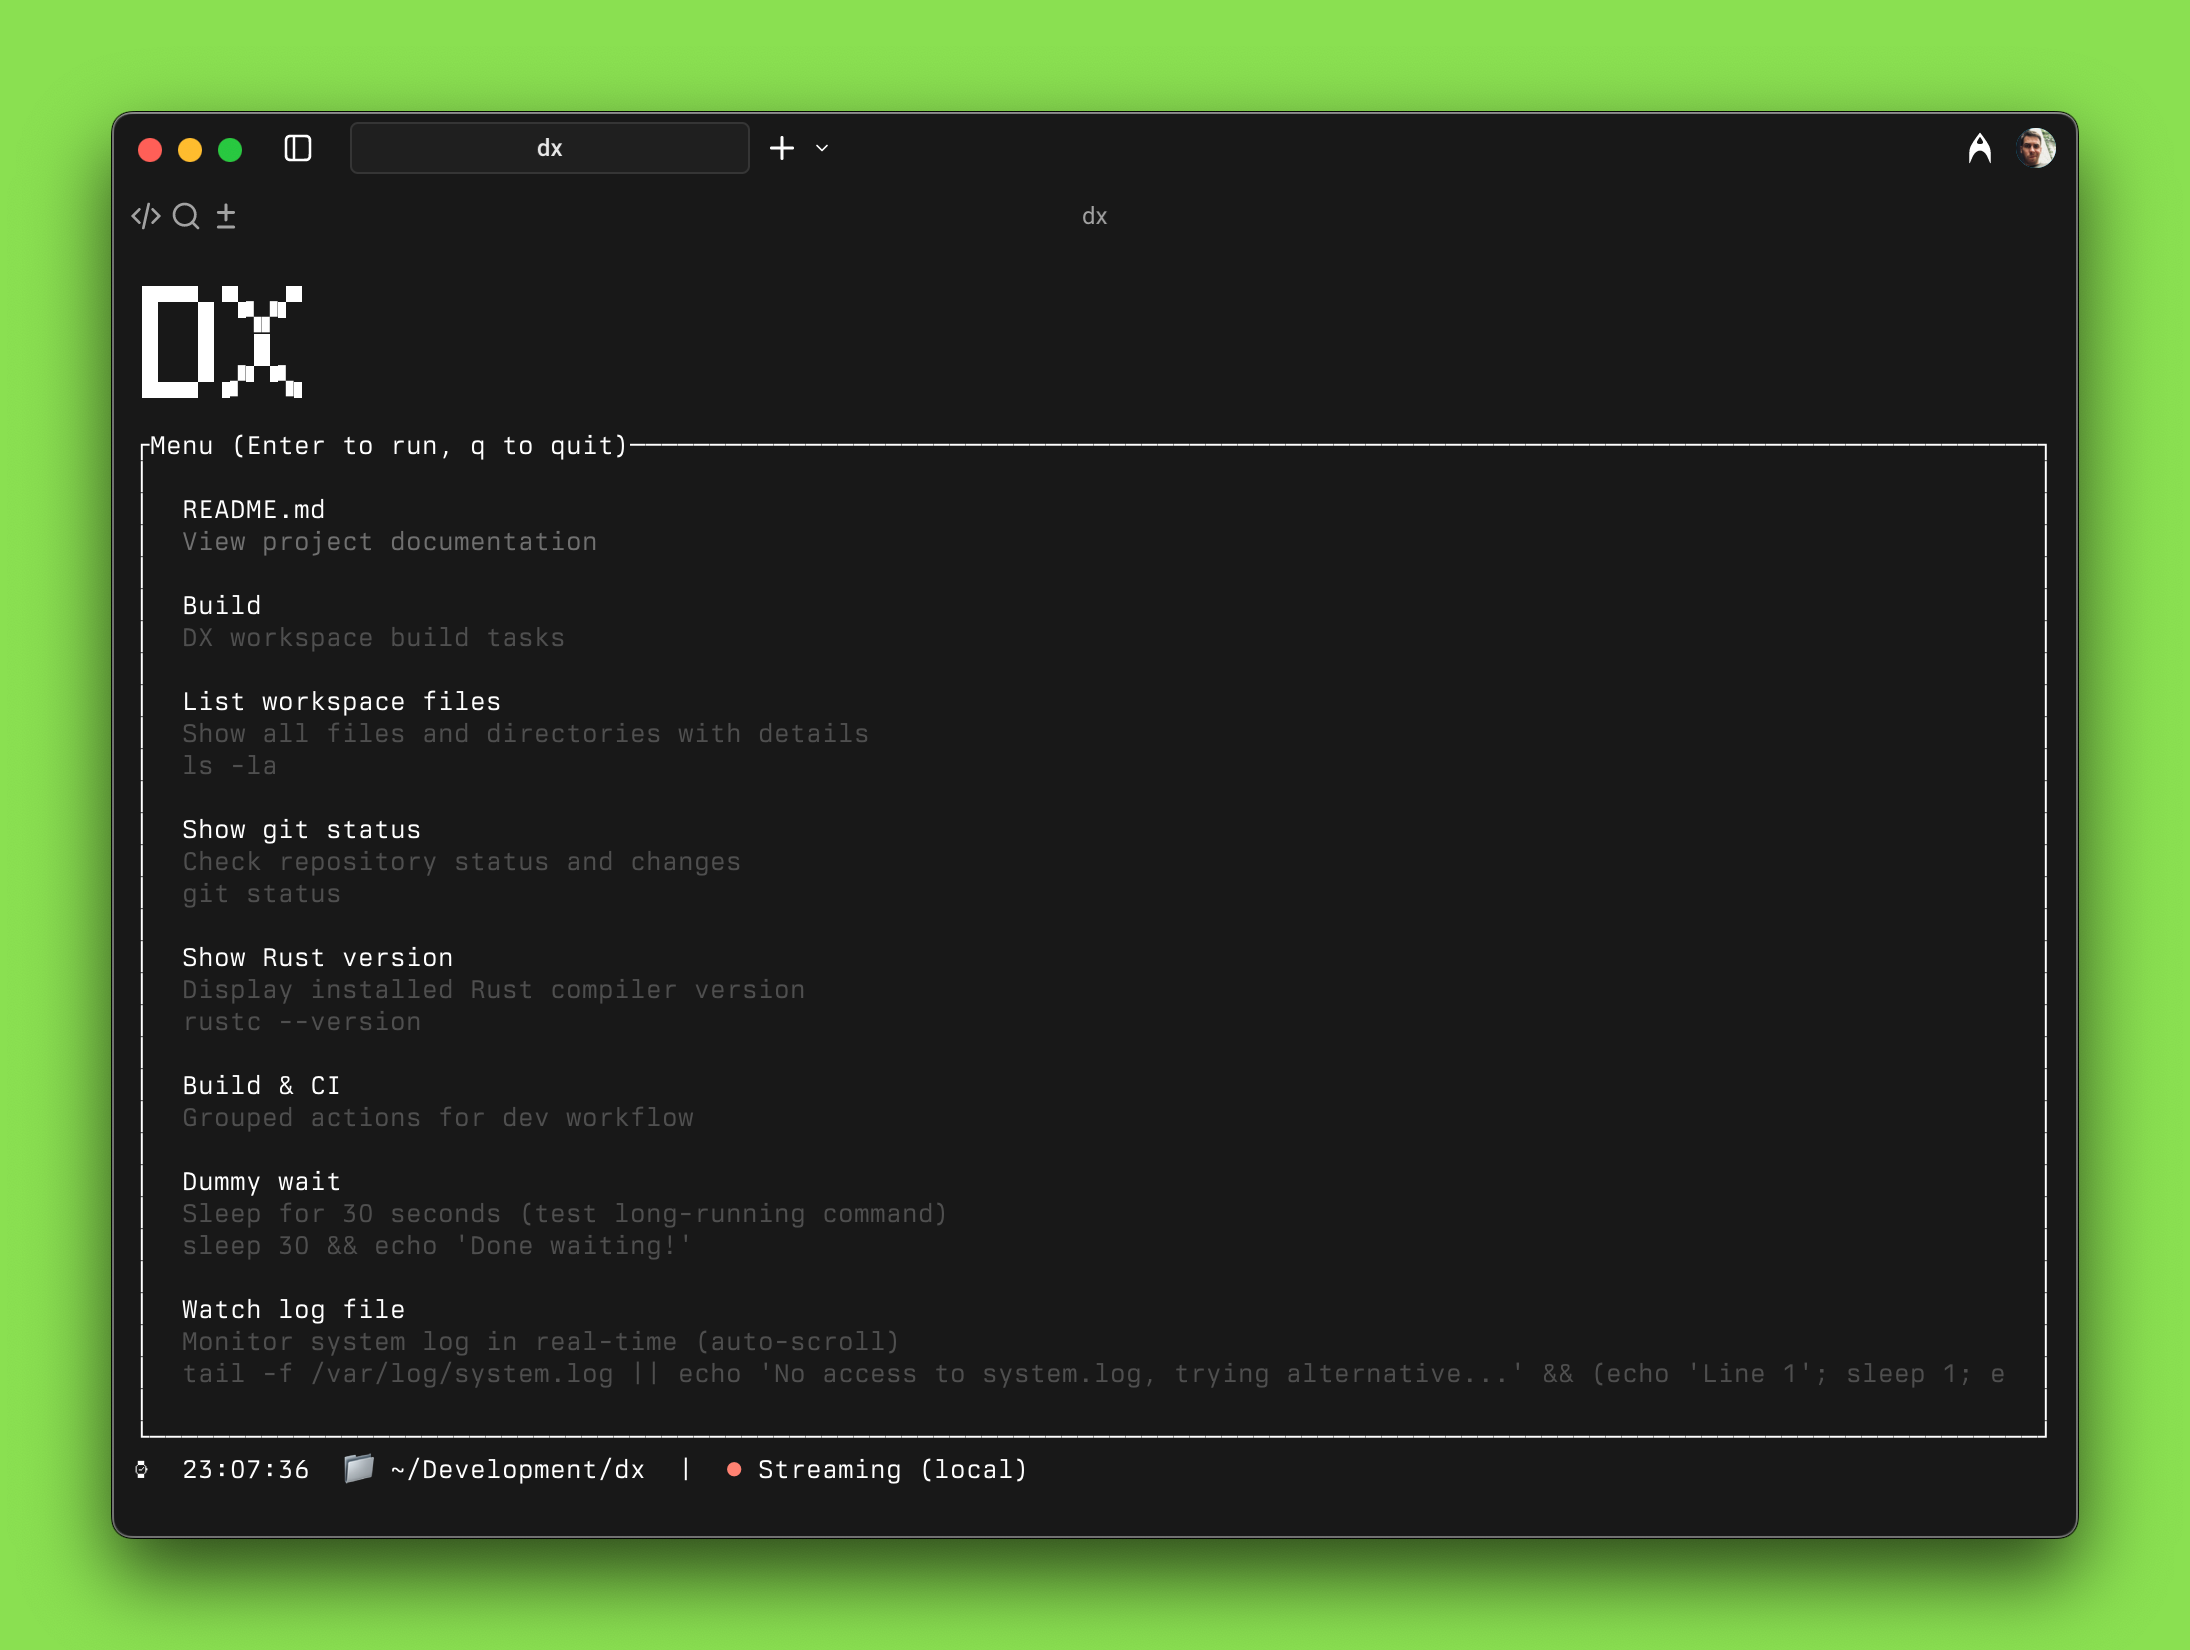 dx
dx
DX
Menu (Enter to run, q to quit)
README.md
View project documentation
Build
DX workspace build tasks
List workspace files
Show all files and directories with details
ls -la
Show git status
Check repository status and changes
git status
Show Rust version
Display installed Rust compiler version
rustc --version
Build & CI
Grouped actions for dev workflow
Dummy wait
Sleep for 30 seconds (test long-running command)
sleep 30 && echo 'Done waiting!'
Watch log file
Monitor system log in real-time (auto-scroll)
tail -f /var/log/system.log || echo 'No access to system.log, trying alternative...' && (echo 'Line 1'; sleep 1; e
23:07:36 ~/Development/dx | Streaming (local)